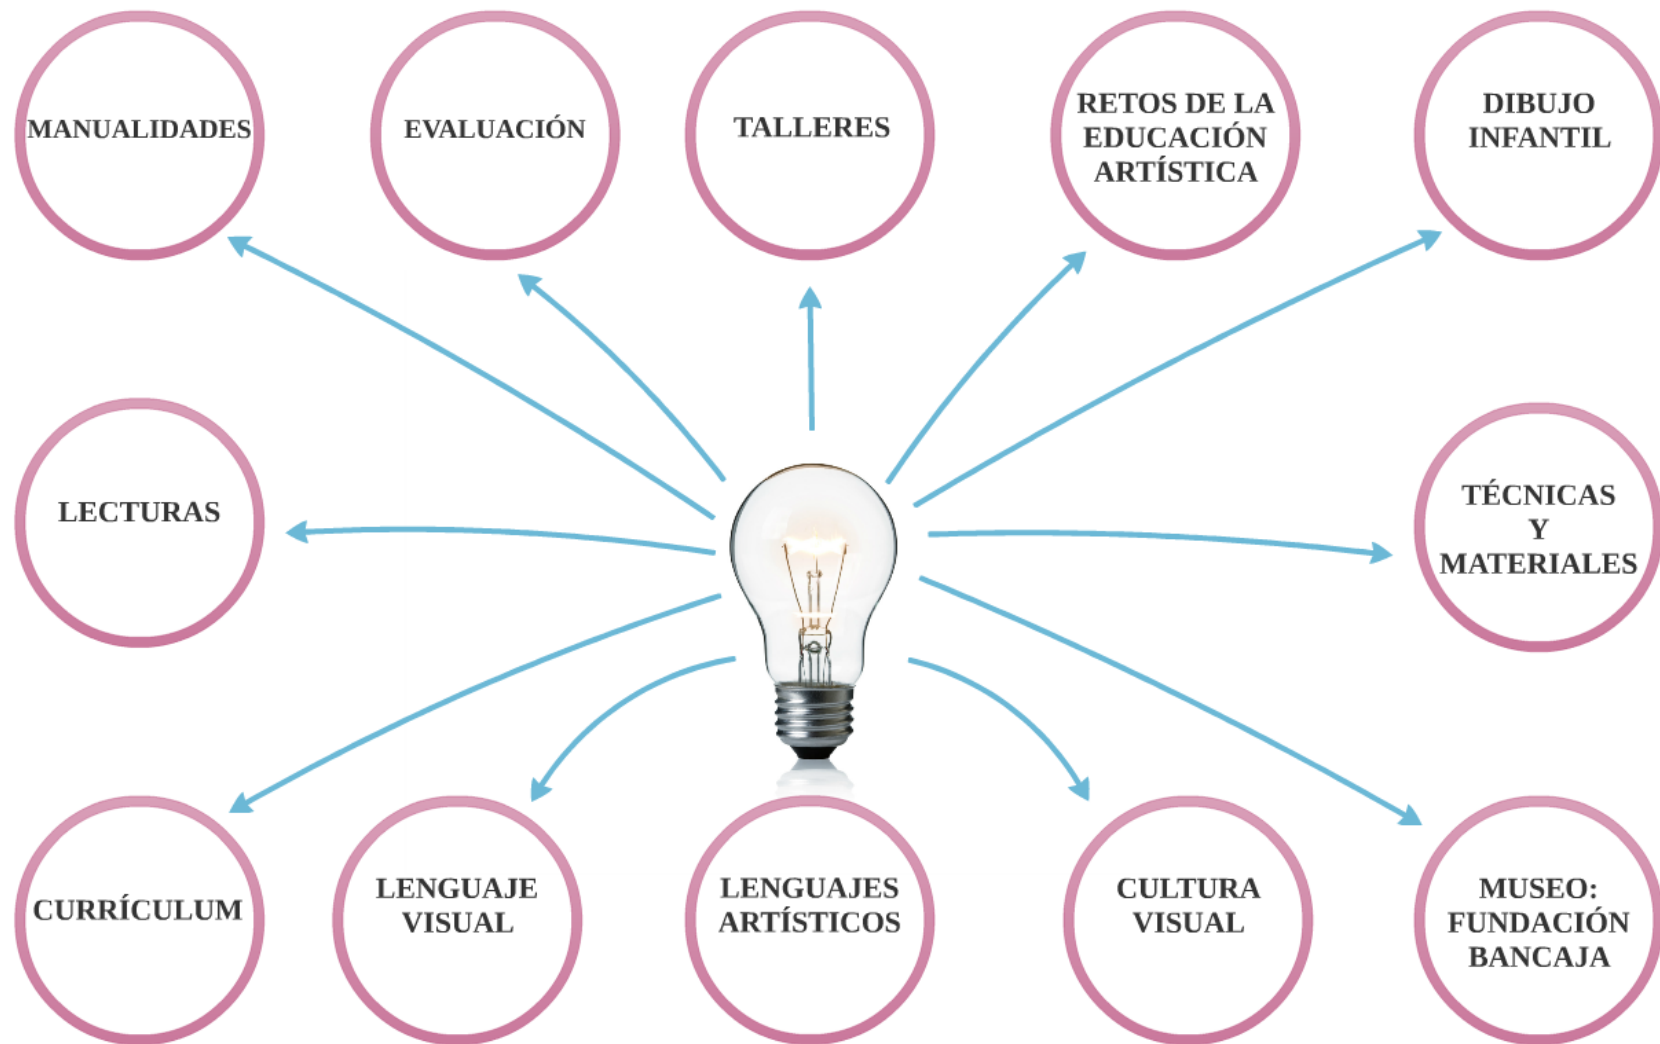 MANUALIDADES
EVALUACIÓN
TALLERES
RETOS DE LA
EDUCACIÓN
ARTÍSTICA
DIBUJO
INFANTIL
LECTURAS
TÉCNICAS
Y
MATERIALES
CURRÍCULUM
LENGUAJE
VISUAL
LENGUAJES
ARTÍSTICOS
CULTURA
VISUAL
MUSEO:
FUNDACIÓN
BANCAJA